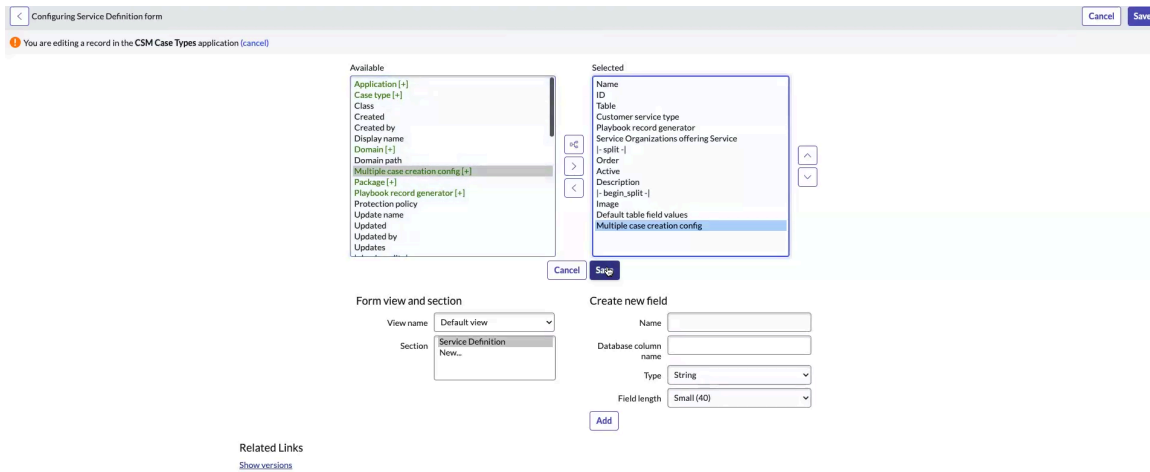 Configuring Service Definition form
Cancel
Save
You are editing a record in the CSM Case Types application (cancel)
Available
Application [+]
Case type [+]
Class
Created
Created by
Display name
Domain [+]
Domain path
Multiple case creation config [+]
Package [+]
Playbook record generator [+]
Protection policy
Update name
Updated
Updated by
Updates
Selected
Name
ID
Table
Customer service type
Playbook record generator
Service Organizations offering Service
|- split -|
Order
Active
Description
|- begin_split -|
Image
Default table field values
Multiple case creation config
Cancel
Save
Form view and section
View name
Default view
Section
Service Definition
New...
Create new field
Name
Database column
name
Type
String
Field length
Small (40)
Add
Related Links
Show versions